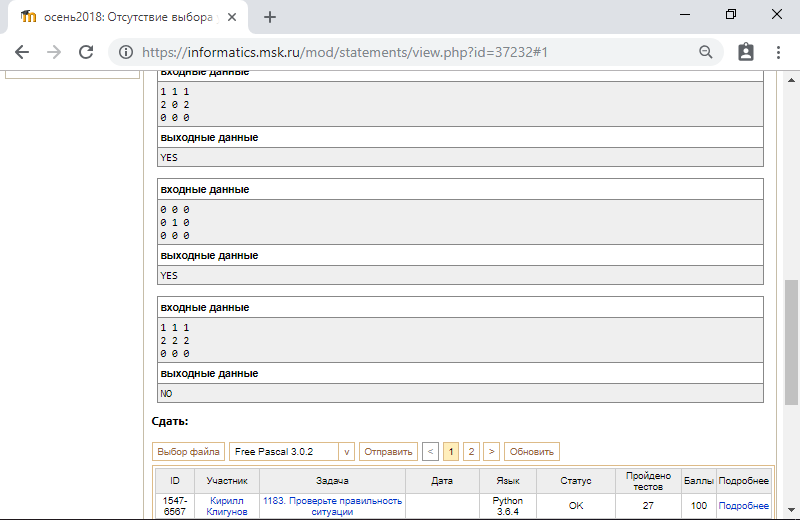 осень2018: Отсутствие выбора
https://informatics.msk.ru/mod/statements/view.php?id=37232#1
входные данные
1 1 1
2 0 2
0 0 0
выходные данные
YES
входные данные
0 0 0
0 1 0
0 0 0
выходные данные
YES
входные данные
1 1 1
2 2 2
0 0 0
выходные данные
NO
Сдать:
Выбор файла Free Pascal 3.0.2 v Отправить < 1 2 > Обновить
ID Участник Задача Дата Язык Статус Пройдено тестов Баллы Подробнее
1547-6567 Кирилл Клигунов 1183. Проверьте правильность ситуации Python 3.6.4 OK 27 100 Подробнее